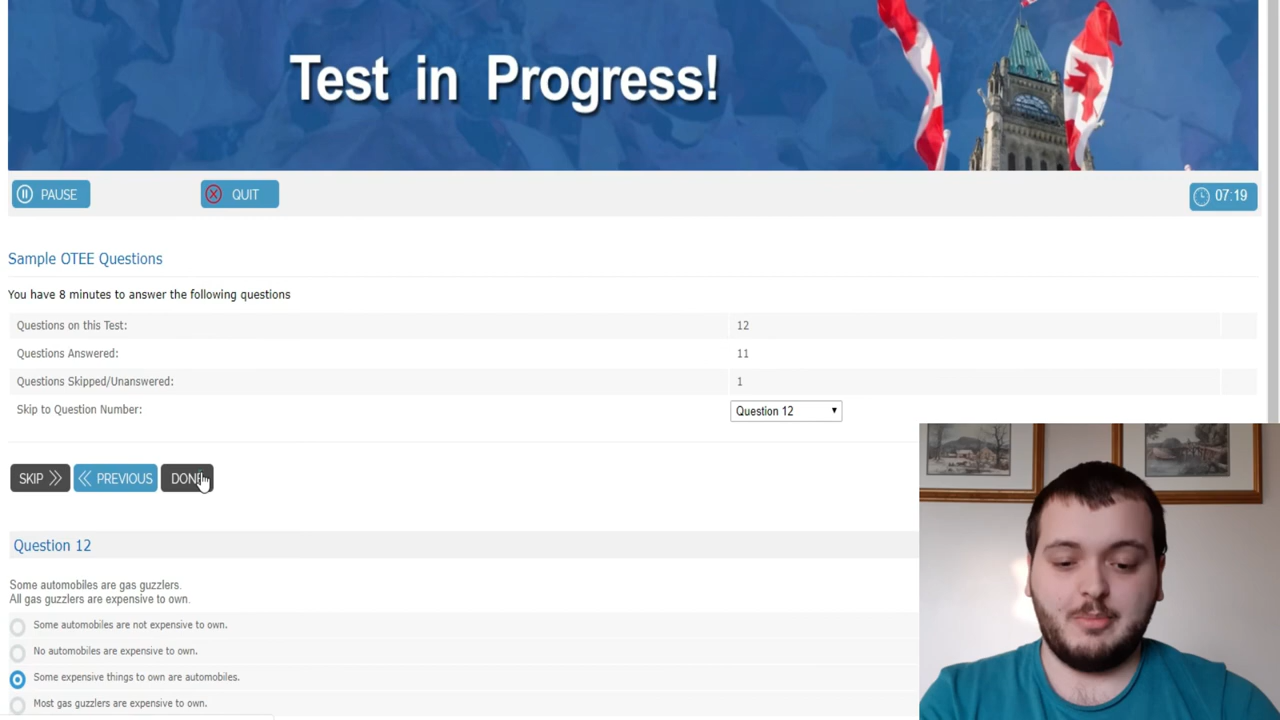 Test in Progress!
PAUSE
QUIT
07:19
Sample OTEE Questions
You have 8 minutes to answer the following questions
Questions on this Test: 12
Questions Answered: 11
Questions Skipped/Unanswered: 1
Skip to Question Number: Question 12
SKIP
PREVIOUS
DONE
Question 12
Some automobiles are gas guzzlers.
All gas guzzlers are expensive to own.
Some automobiles are not expensive to own.
No automobiles are expensive to own.
Some expensive things to own are automobiles.
Most gas guzzlers are expensive to own.